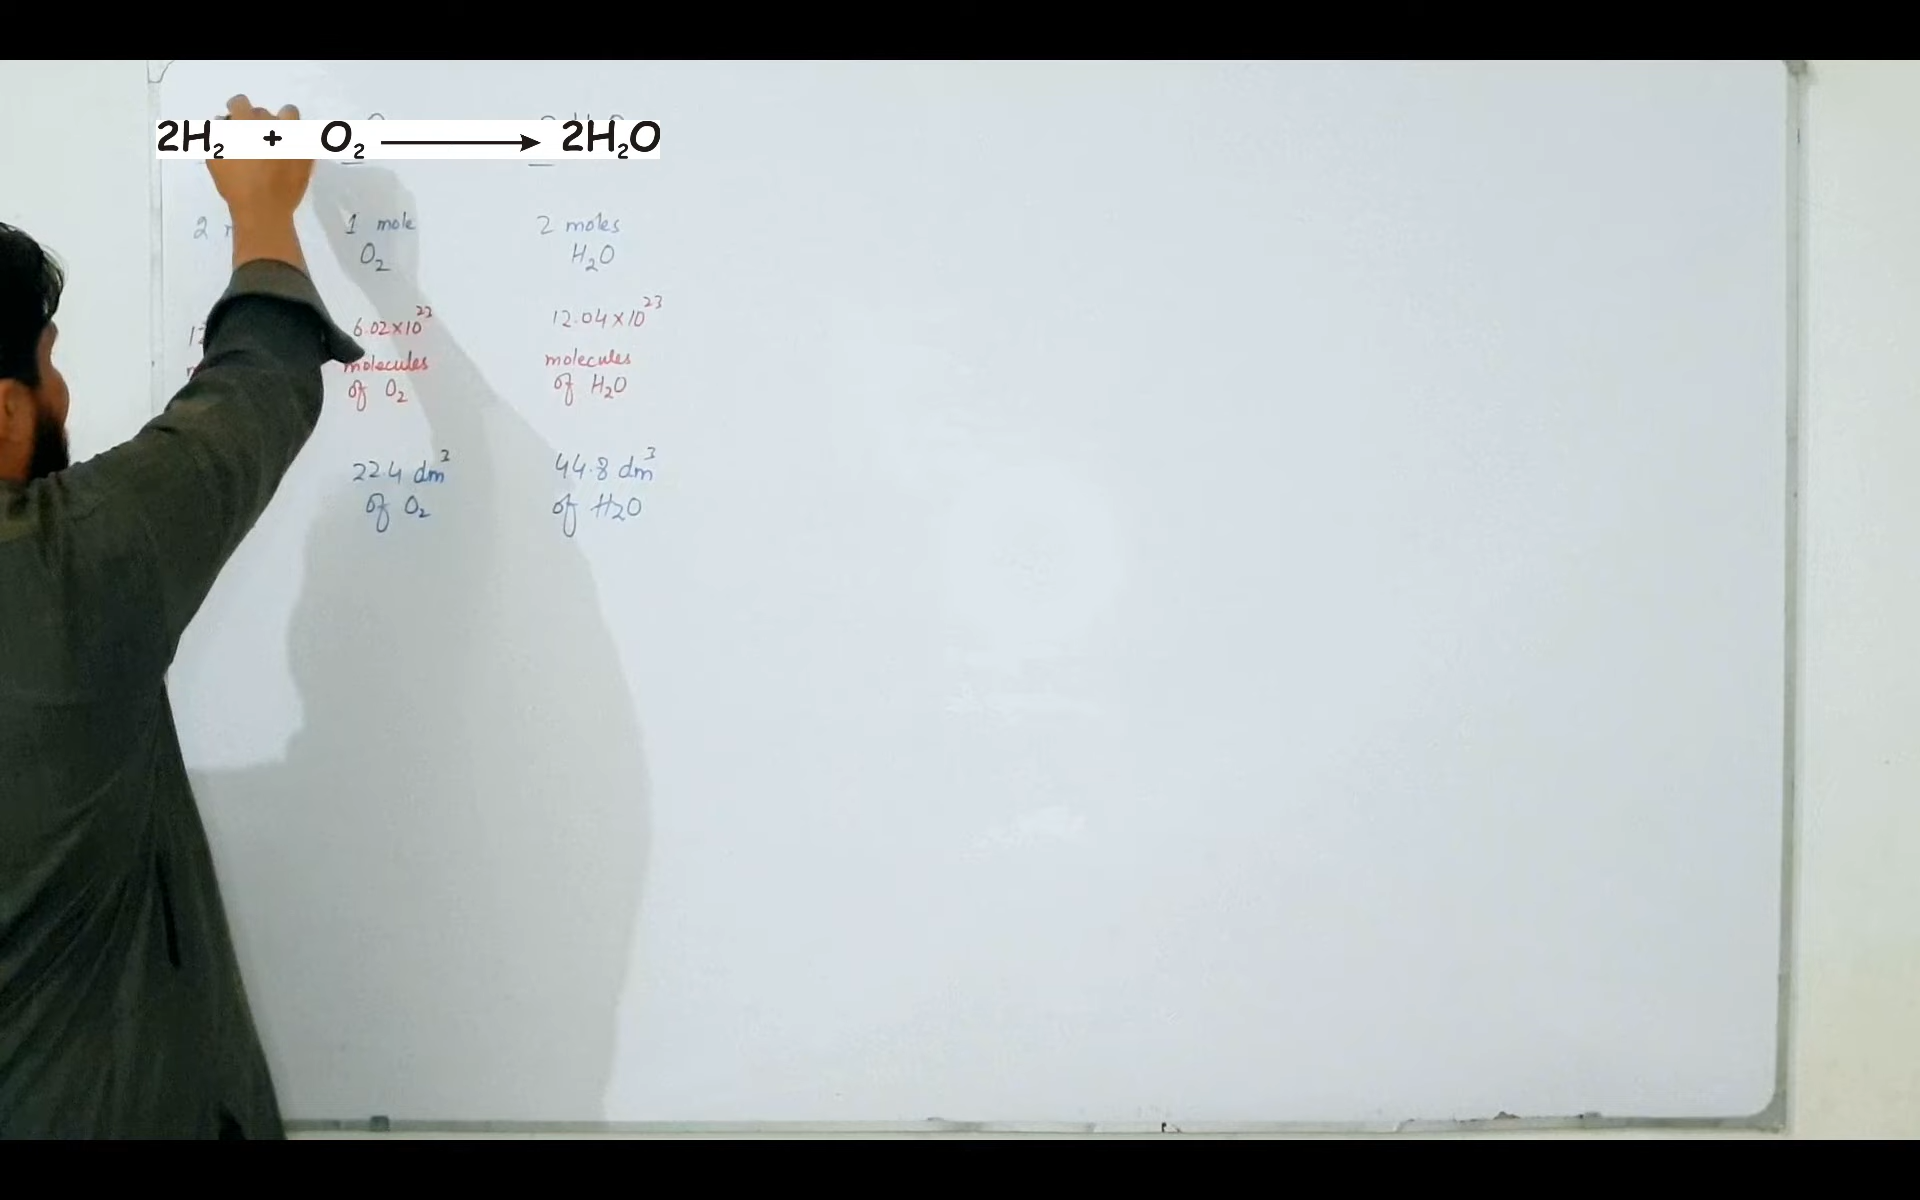 2H₂ + O₂ ⟶ 2H₂O
2 1 mole 2 moles
O₂ H₂O
6.02×10²³ 12.04×10²³
molecules molecules
of O₂ of H₂O
22.4 dm³ 44.8 dm³
of O₂ of H₂O